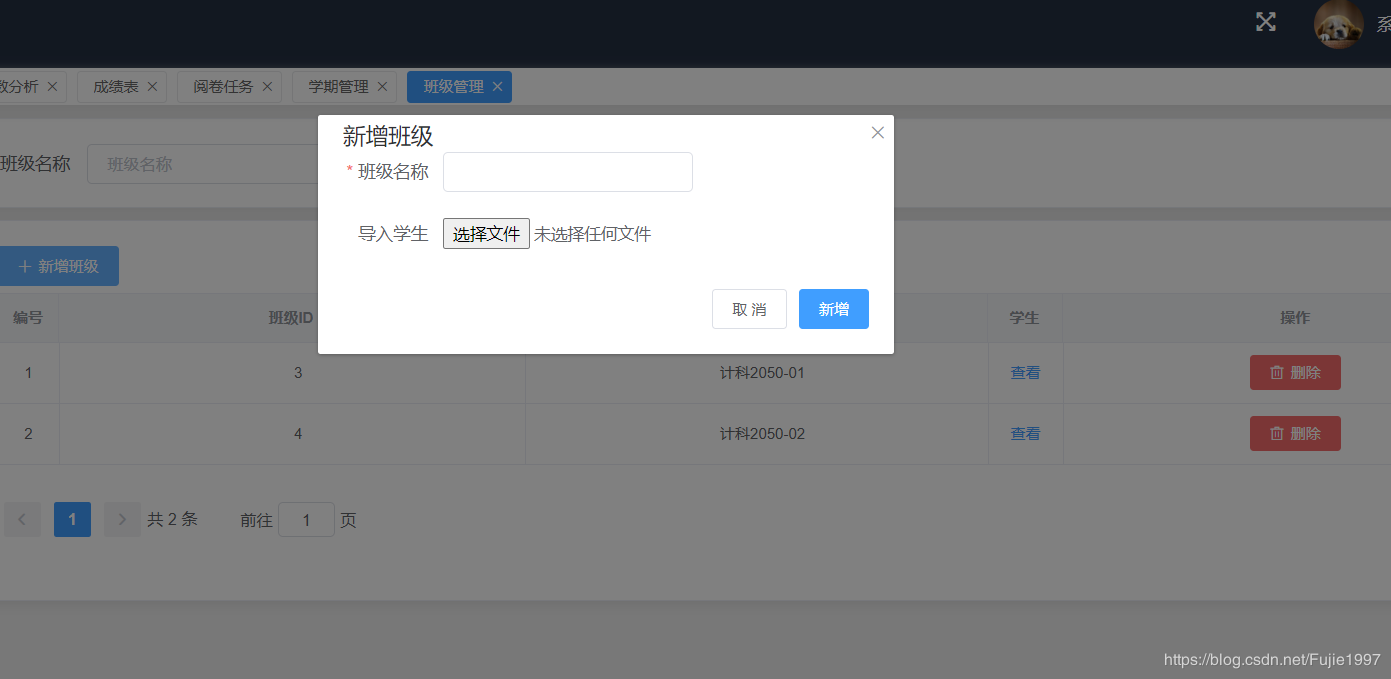 系
数分析 成绩表 阅卷任务 学期管理 班级管理
新增班级
班级名称 班级名称
* 班级名称
导入学生 选择文件 未选择任何文件
+ 新增班级
取 消 新增
编号 班级ID 学生 操作
1 3 计科2050-01 查看 删除
2 4 计科2050-02 查看 删除
1 共 2 条 前往 1 页
https://blog.csdn.net/Fujie1997